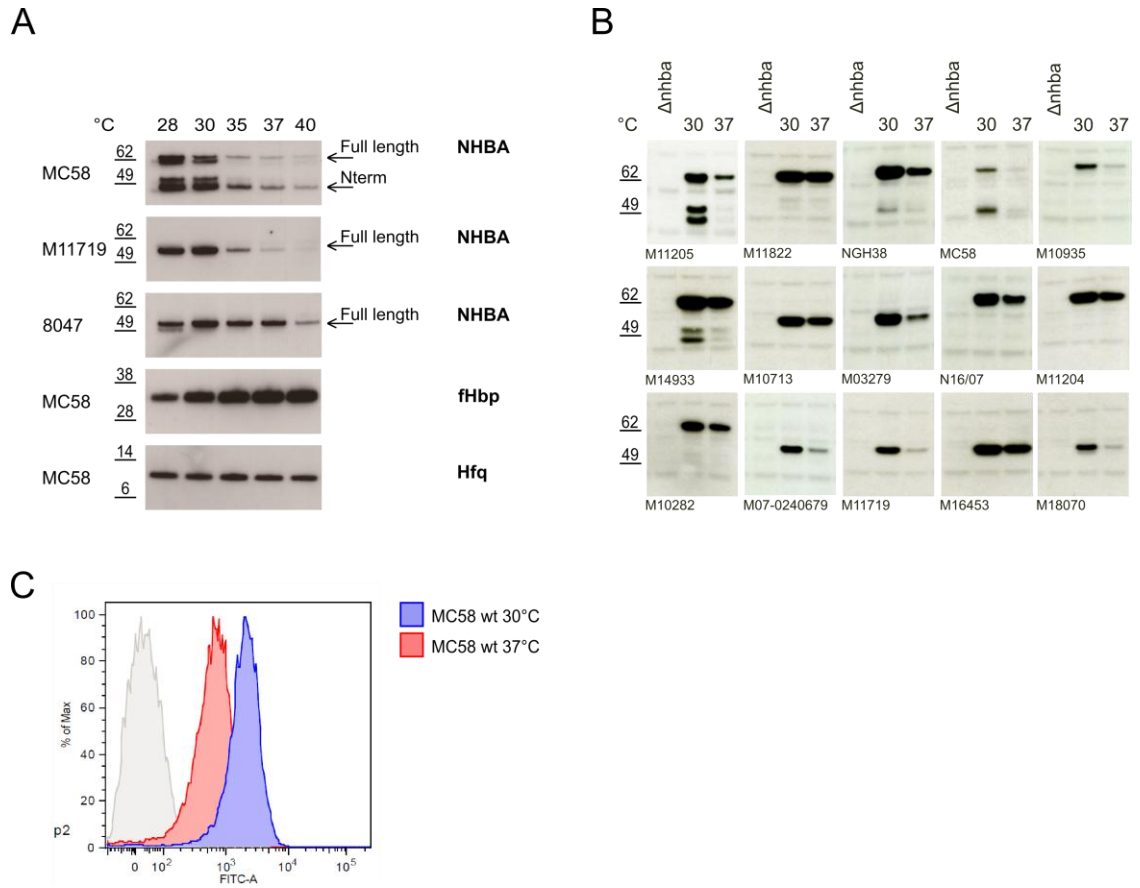 A
°C 28 30 35 37 40
MC58 62 49 Full length Nterm NHBA
M11719 62 49 Full length NHBA
8047 62 49 Full length NHBA
MC58 38 28 fHbp
MC58 14 6 Hfq
B
Δnhba Δnhba Δnhba Δnhba Δnhba
°C 30 37 30 37 30 37 30 37 30 37
62
49
M11205 M11822 NGH38 MC58 M10935
62
49
M14933 M10713 M03279 N16/07 M11204
62
49
M10282 M07-0240679 M11719 M16453 M18070
C
100
80
60
40
20
0
% of Max
p2
0 10² 10³ 10⁴ 10⁵
FITC-A
MC58 wt 30°C
MC58 wt 37°C